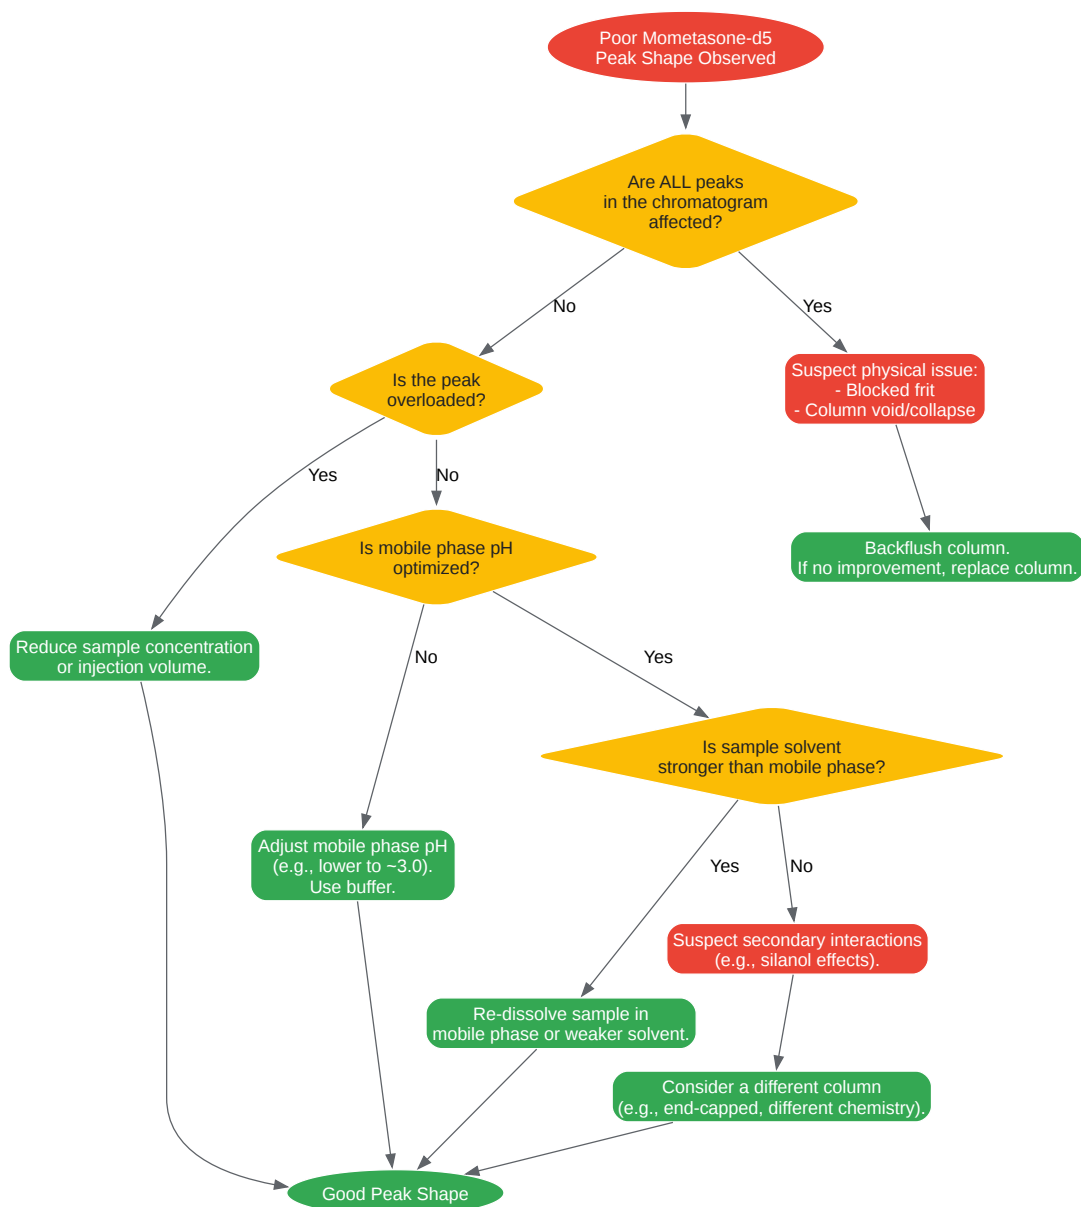 Poor Mometasone-d5
Peak Shape Observed
Are ALL peaks
in the chromatogram
affected?
No
Yes
Is the peak
overloaded?
Suspect physical issue:
- Blocked frit
- Column void/collapse
Yes
No
Is mobile phase pH
optimized?
Backflush column.
If no improvement, replace column.
Reduce sample concentration
or injection volume.
No
Yes
Is sample solvent
stronger than mobile phase?
Adjust mobile phase pH
(e.g., lower to ~3.0).
Use buffer.
Yes
No
Suspect secondary interactions
(e.g., silanol effects).
Re-dissolve sample in
mobile phase or weaker solvent.
Consider a different column
(e.g., end-capped, different chemistry).
Good Peak Shape